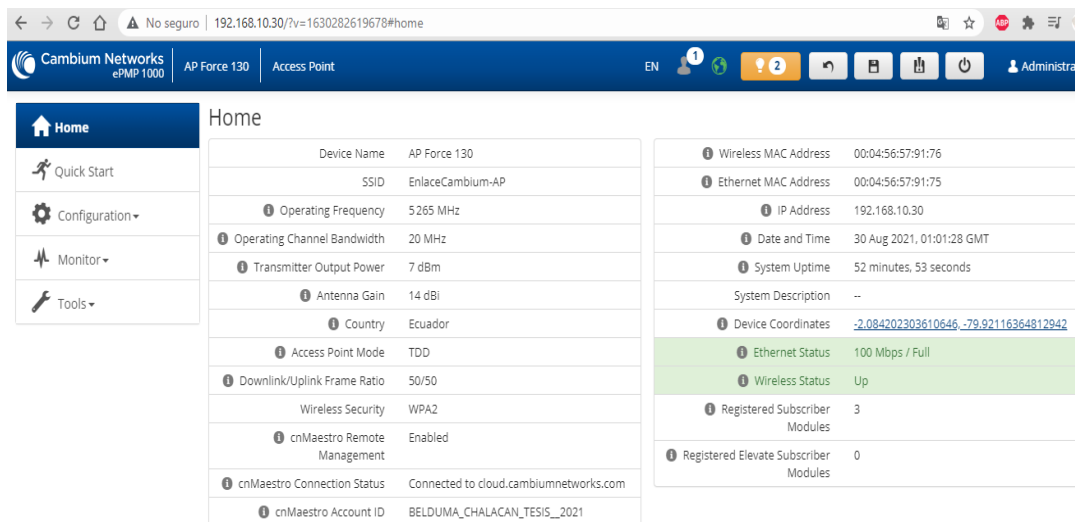 No seguro | 192.168.10.30/?v=1630282619678#home
ABP
Cambium Networks
ePMP 1000
AP Force 130
Access Point
EN
1
2
Home
Quick Start
Configuration
Monitor
Tools
Home
Device Name AP Force 130
SSID EnlaceCambium-AP
Operating Frequency 5265 MHz
Operating Channel Bandwidth 20 MHz
Transmitter Output Power 7 dBm
Antenna Gain 14 dBi
Country Ecuador
Access Point Mode TDD
Downlink/Uplink Frame Ratio 50/50
Wireless Security WPA2
cnMaestro Remote Enabled
Management
cnMaestro Connection Status Connected to cloud.cambiumnetworks.com
cnMaestro Account ID BELDUMA_CHALACAN_TESIS__2021
Wireless MAC Address 00:04:56:57:91:76
Ethernet MAC Address 00:04:56:57:91:75
IP Address 192.168.10.30
Date and Time 30 Aug 2021, 01:01:28 GMT
System Uptime 52 minutes, 53 seconds
System Description --
Device Coordinates -2.084202303610646, -79.92116364812942
Ethernet Status 100 Mbps / Full
Wireless Status Up
Registered Subscriber 3
Modules
Registered Elevate Subscriber 0
Modules